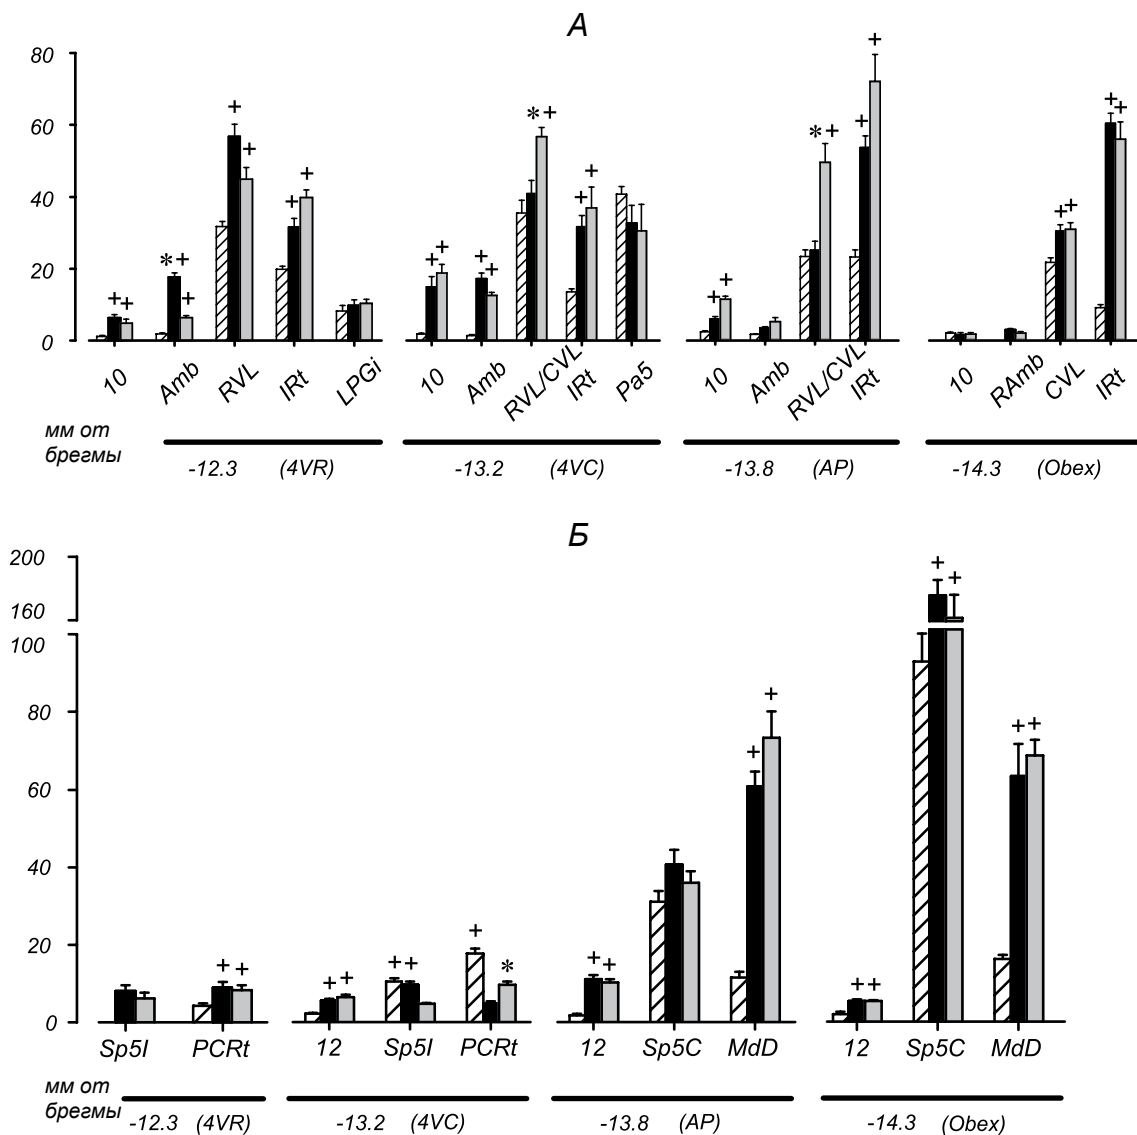 А
80
60
40
20
0
+ + * + + + + + +
+ + + + * + + +
+ + * + + +
+ + + +
10 Amb RVL IRt LPGi 10 Amb RVL/CVL IRt Pa5 10 Amb RVL/CVL IRt 10 RAmb CVL IRt
мм от
брегмы
-12.3 (4VR) -13.2 (4VC) -13.8 (AP) -14.3 (Obex)
Б
200
160
100
80
60
40
20
0
+ + + + + + + *
+ + + +
+ + + + + +
Sp5I PCRt 12 Sp5I PCRt 12 Sp5C MdD 12 Sp5C MdD
мм от
брегмы
-12.3 (4VR) -13.2 (4VC) -13.8 (AP) -14.3 (Obex)